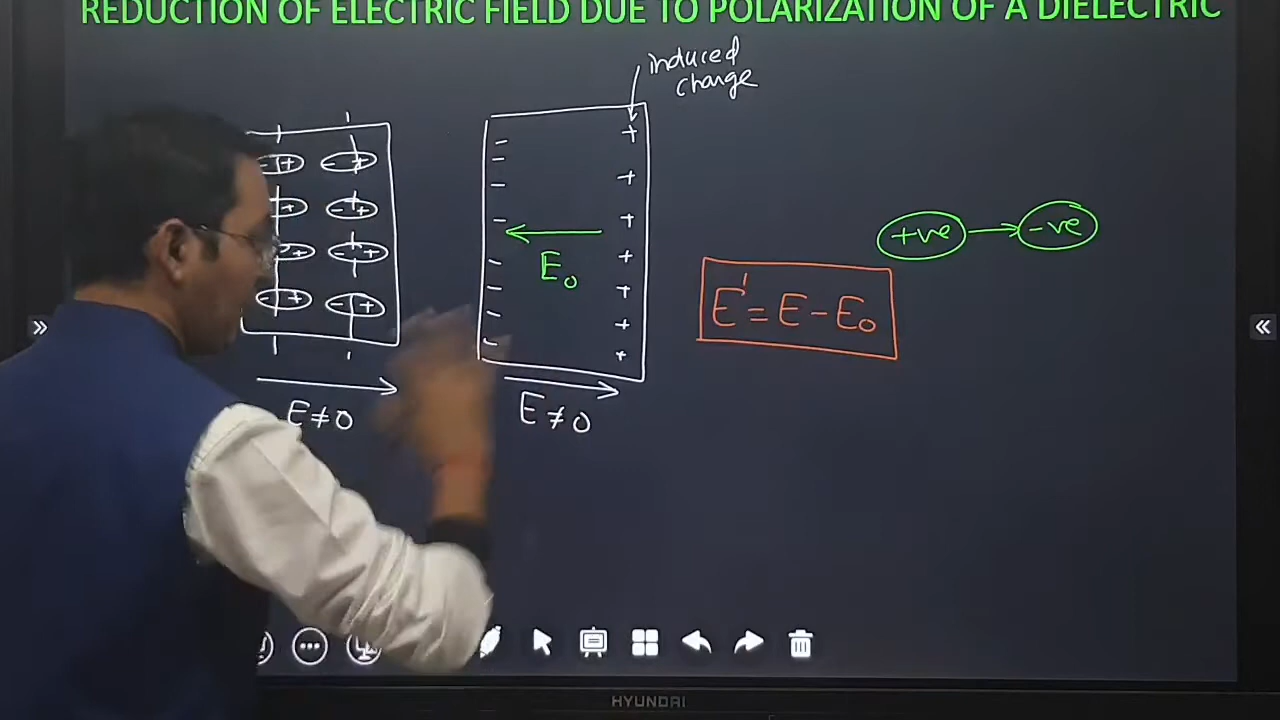 REDUCTION OF ELECTRIC FIELD DUE TO POLARIZATION OF A DIELECTRIC
induced
charge
+ve → -ve
E₀
E' = E - E₀
E ≠ 0
E ≠ 0
HYUNDAI